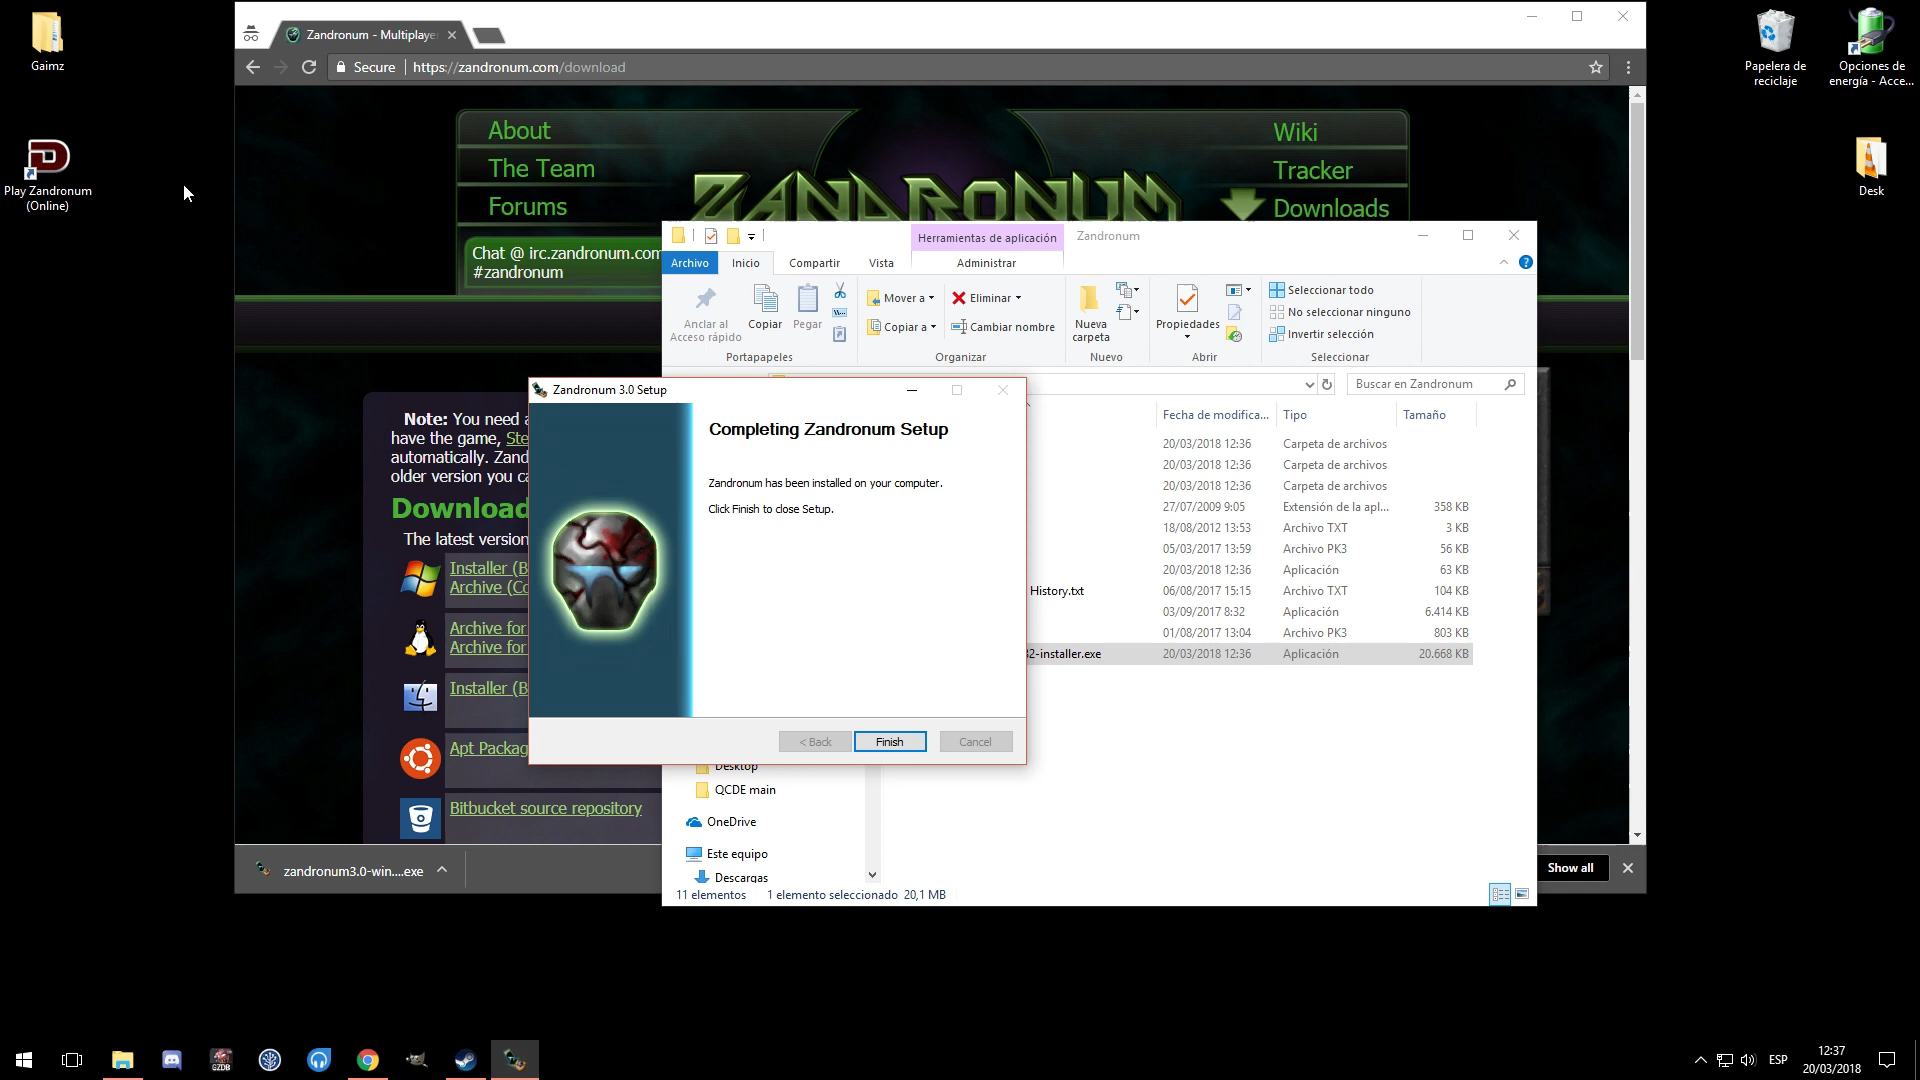 Gaimz
Play Zandronum
(Online)
Papelera de
reciclaje
Opciones de
energía - Acce...
Desk
Zandronum - Multiplaye
Secure
https://zandronum.com/download
About
The Team
Forums
Wiki
Tracker
Downloads
ZANDRONUM
Chat @ irc.zandronum.com
#zandronum
Note: You need a
have the game, Ste
automatically. Zand
older version you ca
Download
The latest version
Installer (B
Archive (Co
Archive for
Archive for
Installer (B
Apt Packag
Bitbucket source repository
zandronum3.0-win....exe
Show all
Herramientas de aplicación
Zandronum
Archivo
Inicio
Compartir
Vista
Administrar
Anclar al
Acceso rápido
Copiar
Pegar
Portapapeles
Mover a
Copiar a
Eliminar
Cambiar nombre
Organizar
Nueva
carpeta
Nuevo
Propiedades
Abrir
Seleccionar todo
No seleccionar ninguno
Invertir selección
Seleccionar
Buscar en Zandronum
Fecha de modifica... Tipo Tamaño
20/03/2018 12:36 Carpeta de archivos
20/03/2018 12:36 Carpeta de archivos
20/03/2018 12:36 Carpeta de archivos
27/07/2009 9:05 Extensión de la apl... 358 KB
18/08/2012 13:53 Archivo TXT 3 KB
05/03/2017 13:59 Archivo PK3 56 KB
20/03/2018 12:36 Aplicación 63 KB
History.txt 06/08/2017 15:15 Archivo TXT 104 KB
03/09/2017 8:32 Aplicación 6.414 KB
01/08/2017 13:04 Archivo PK3 803 KB
32-installer.exe 20/03/2018 12:36 Aplicación 20.668 KB
Desktop
QCDE main
OneDrive
Este equipo
Descargas
11 elementos 1 elemento seleccionado 20,1 MB
Zandronum 3.0 Setup
Completing Zandronum Setup
Zandronum has been installed on your computer.
Click Finish to close Setup.
< Back
Finish
Cancel
GZDB
ESP
12:37
20/03/2018